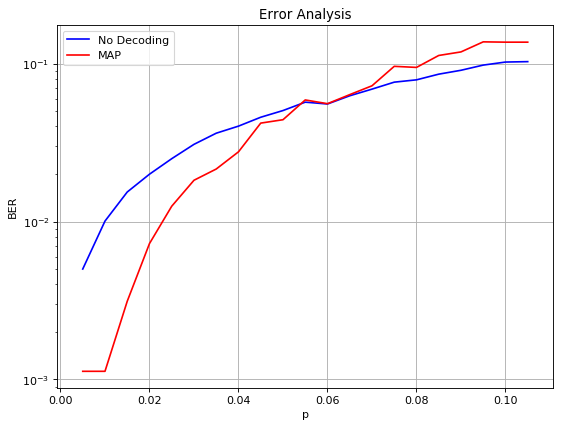 Error Analysis
No Decoding
MAP
BER
10⁻¹
10⁻²
10⁻³
0.00 0.02 0.04 0.06 0.08 0.10
p